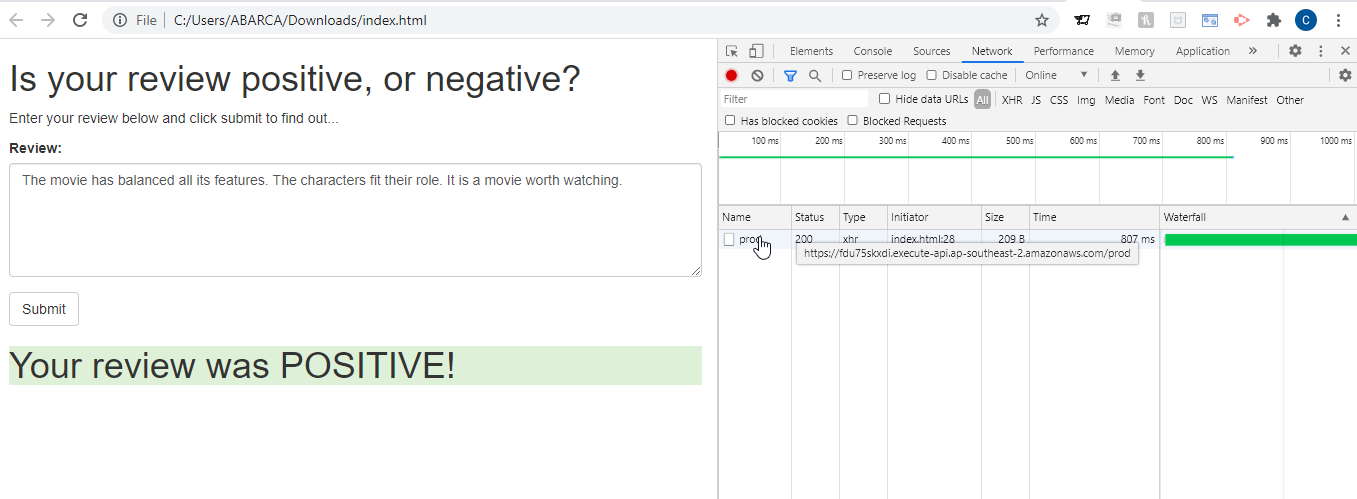 File C:/Users/ABARCA/Downloads/index.html C
Is your review positive, or negative?
Enter your review below and click submit to find out...
Review:
The movie has balanced all its features. The characters fit their role. It is a movie worth watching.
Submit
Your review was POSITIVE!
Elements Console Sources Network Performance Memory Application »
Preserve log Disable cache Online
Filter Hide data URLs All XHR JS CSS Img Media Font Doc WS Manifest Other
Has blocked cookies Blocked Requests
100 ms 200 ms 300 ms 400 ms 500 ms 600 ms 700 ms 800 ms 900 ms 1000 ms
Name Status Type Initiator Size Time Waterfall
prod 200 xhr index.html:28 209 B 807 ms
https://fdu75skxdi.execute-api.ap-southeast-2.amazonaws.com/prod